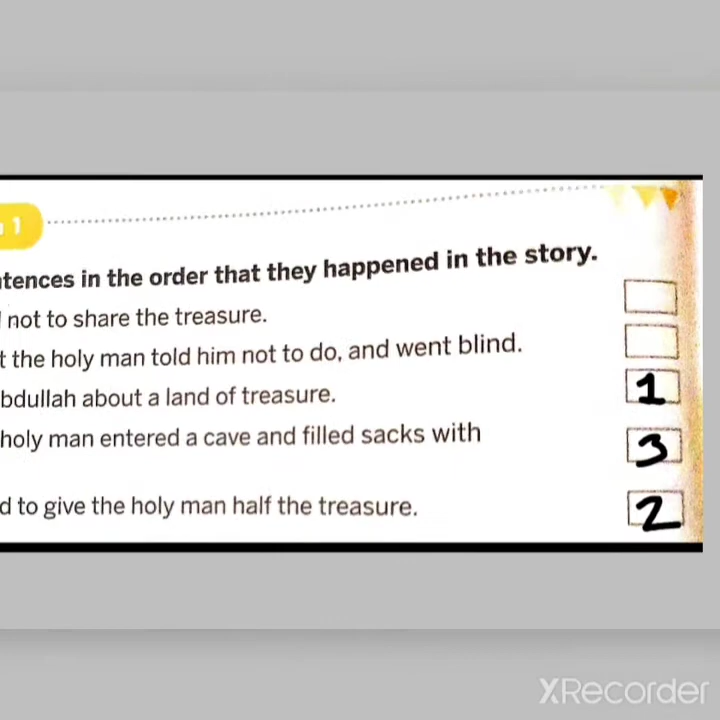 1
tences in the order that they happened in the story.
not to share the treasure.
t the holy man told him not to do, and went blind.
bdullah about a land of treasure.
1
holy man entered a cave and filled sacks with
3
d to give the holy man half the treasure.
2
XRecorder